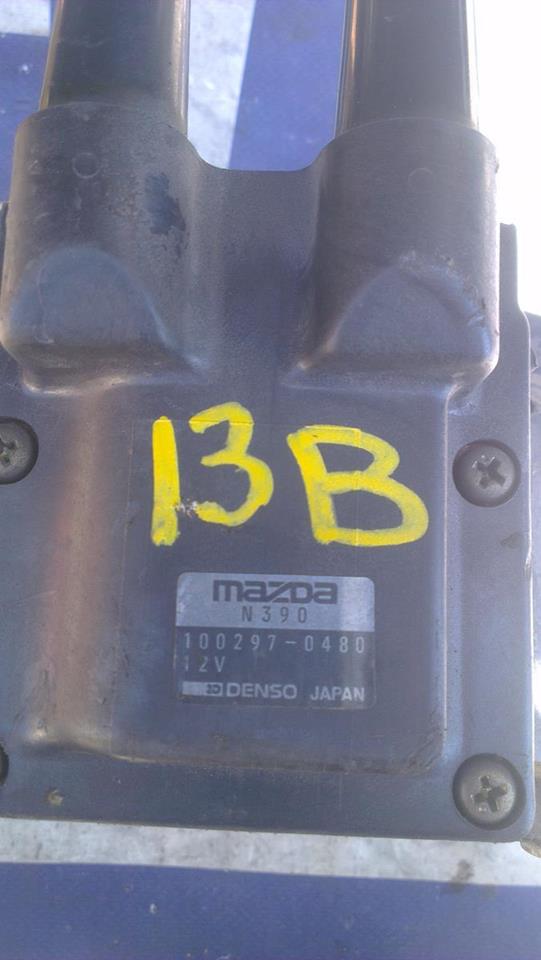 13B
mazda
N390
100297-0480
12V
DENSO JAPAN